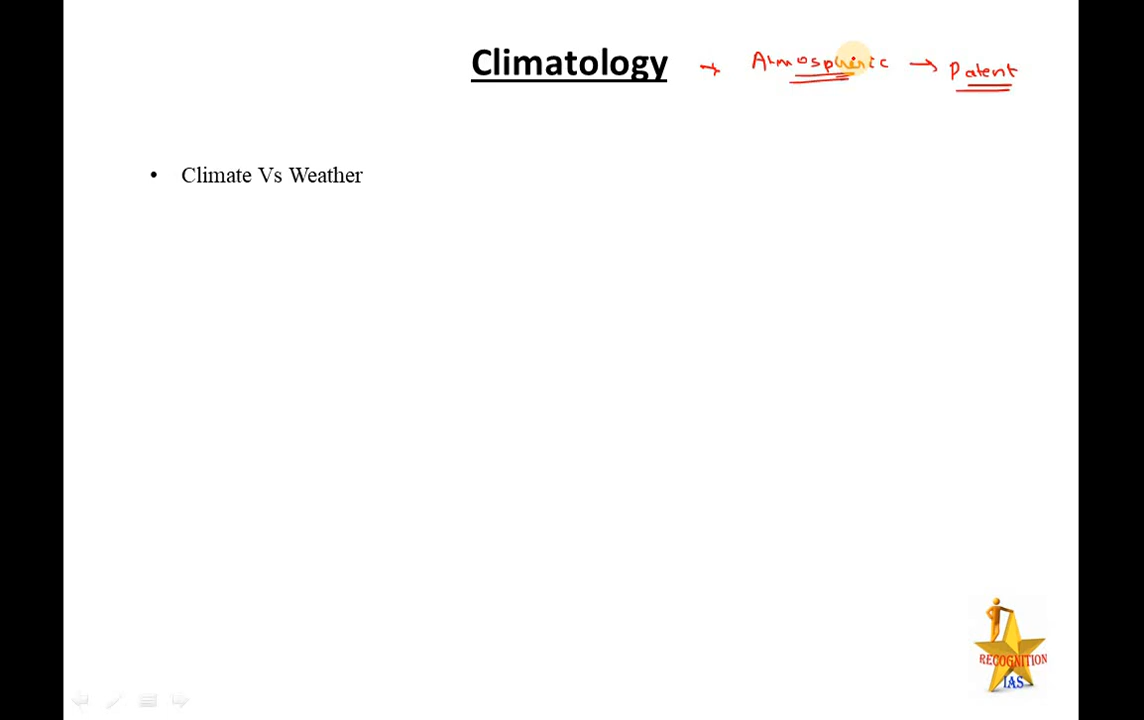 Climatology → Atmospheric → Patent
• Climate Vs Weather
RECOGNITION
IAS